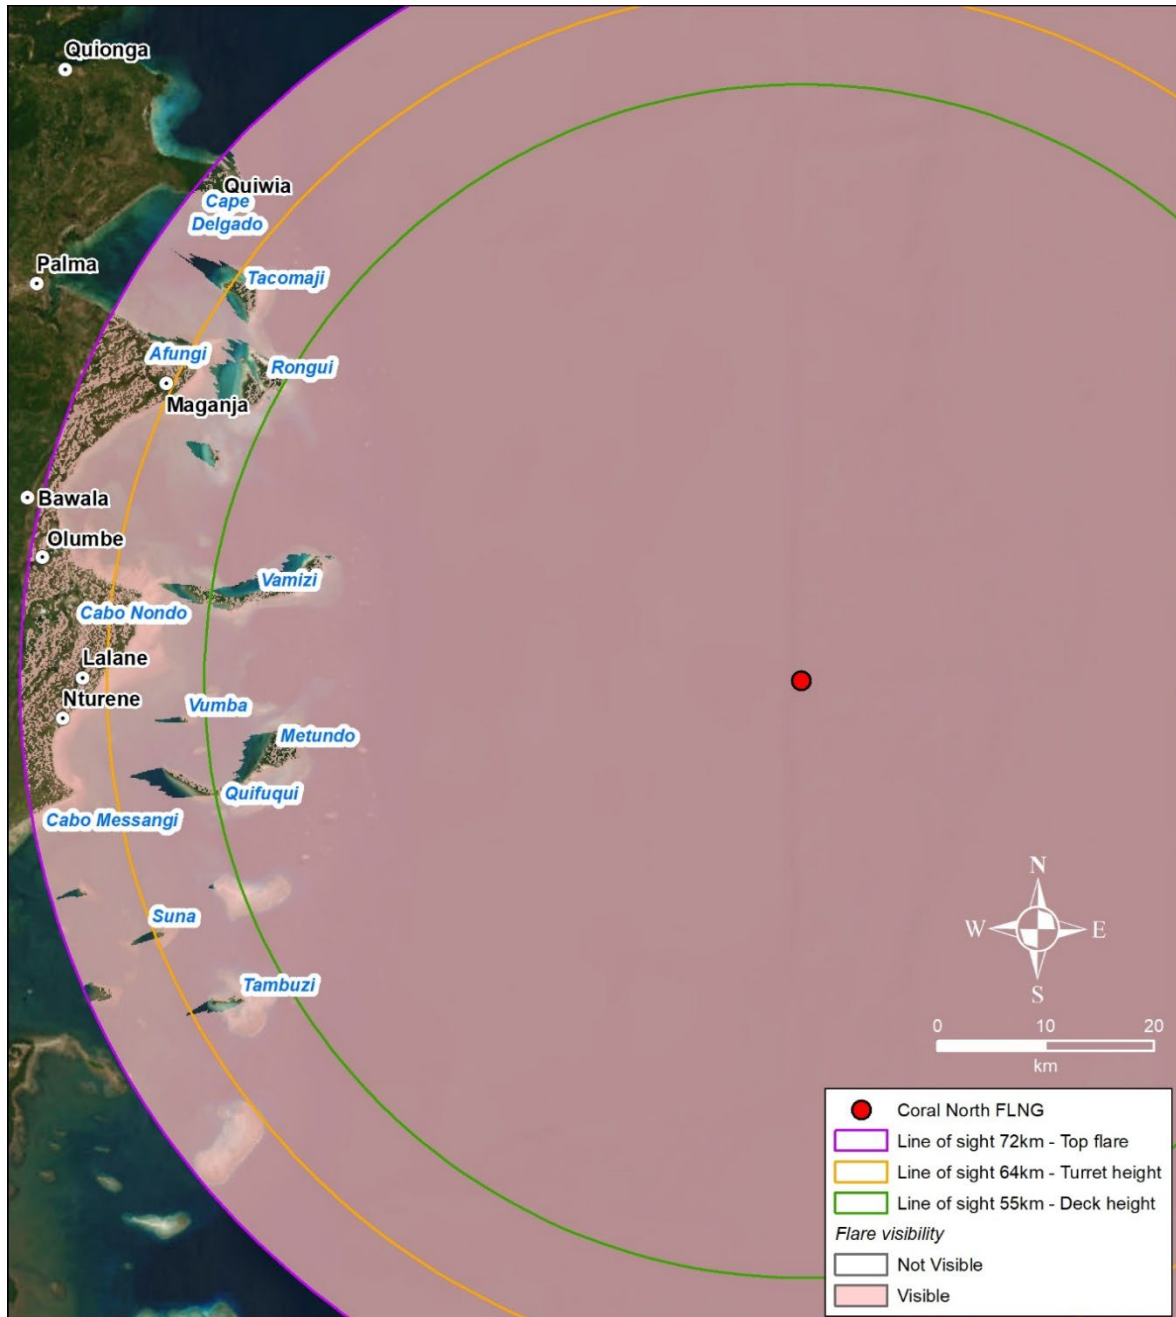 Quionga
Quiwia
Cape
Delgado
Palma
Tacomaji
Afungi
Rongui
Maganja
Bawala
Olumbe
Vamizi
Cabo Nondo
Lalane
Nturene
Vumba
Metundo
Quifuqui
Cabo Messangi
Suna
Tambuzi
N
W E
S
0 10 20
km
Coral North FLNG
Line of sight 72km - Top flare
Line of sight 64km - Turret height
Line of sight 55km - Deck height
Flare visibility
Not Visible
Visible